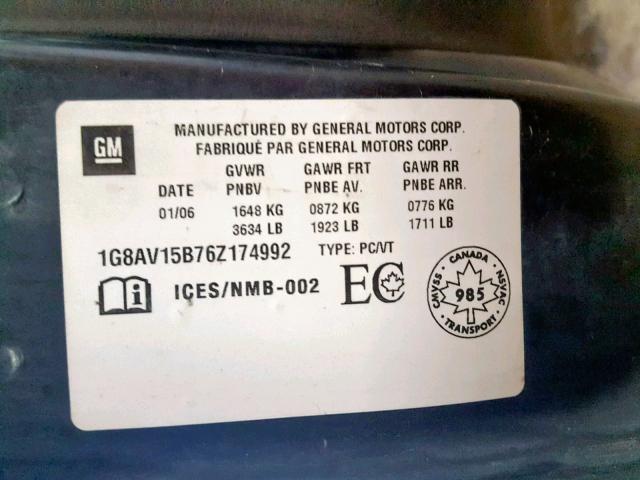 GM
MANUFACTURED BY GENERAL MOTORS CORP.
FABRIQUÉ PAR GENERAL MOTORS CORP.
GVWR GAWR FRT GAWR RR
DATE PNBV PNBE AV. PNBE ARR.
01/06 1648 KG 0872 KG 0776 KG
3634 LB 1923 LB 1711 LB
1G8AV15B76Z174992 TYPE: PC/VT
ICES/NMB-002 EC
CANADA
CMVSS 985 NSVAC
TRANSPORT